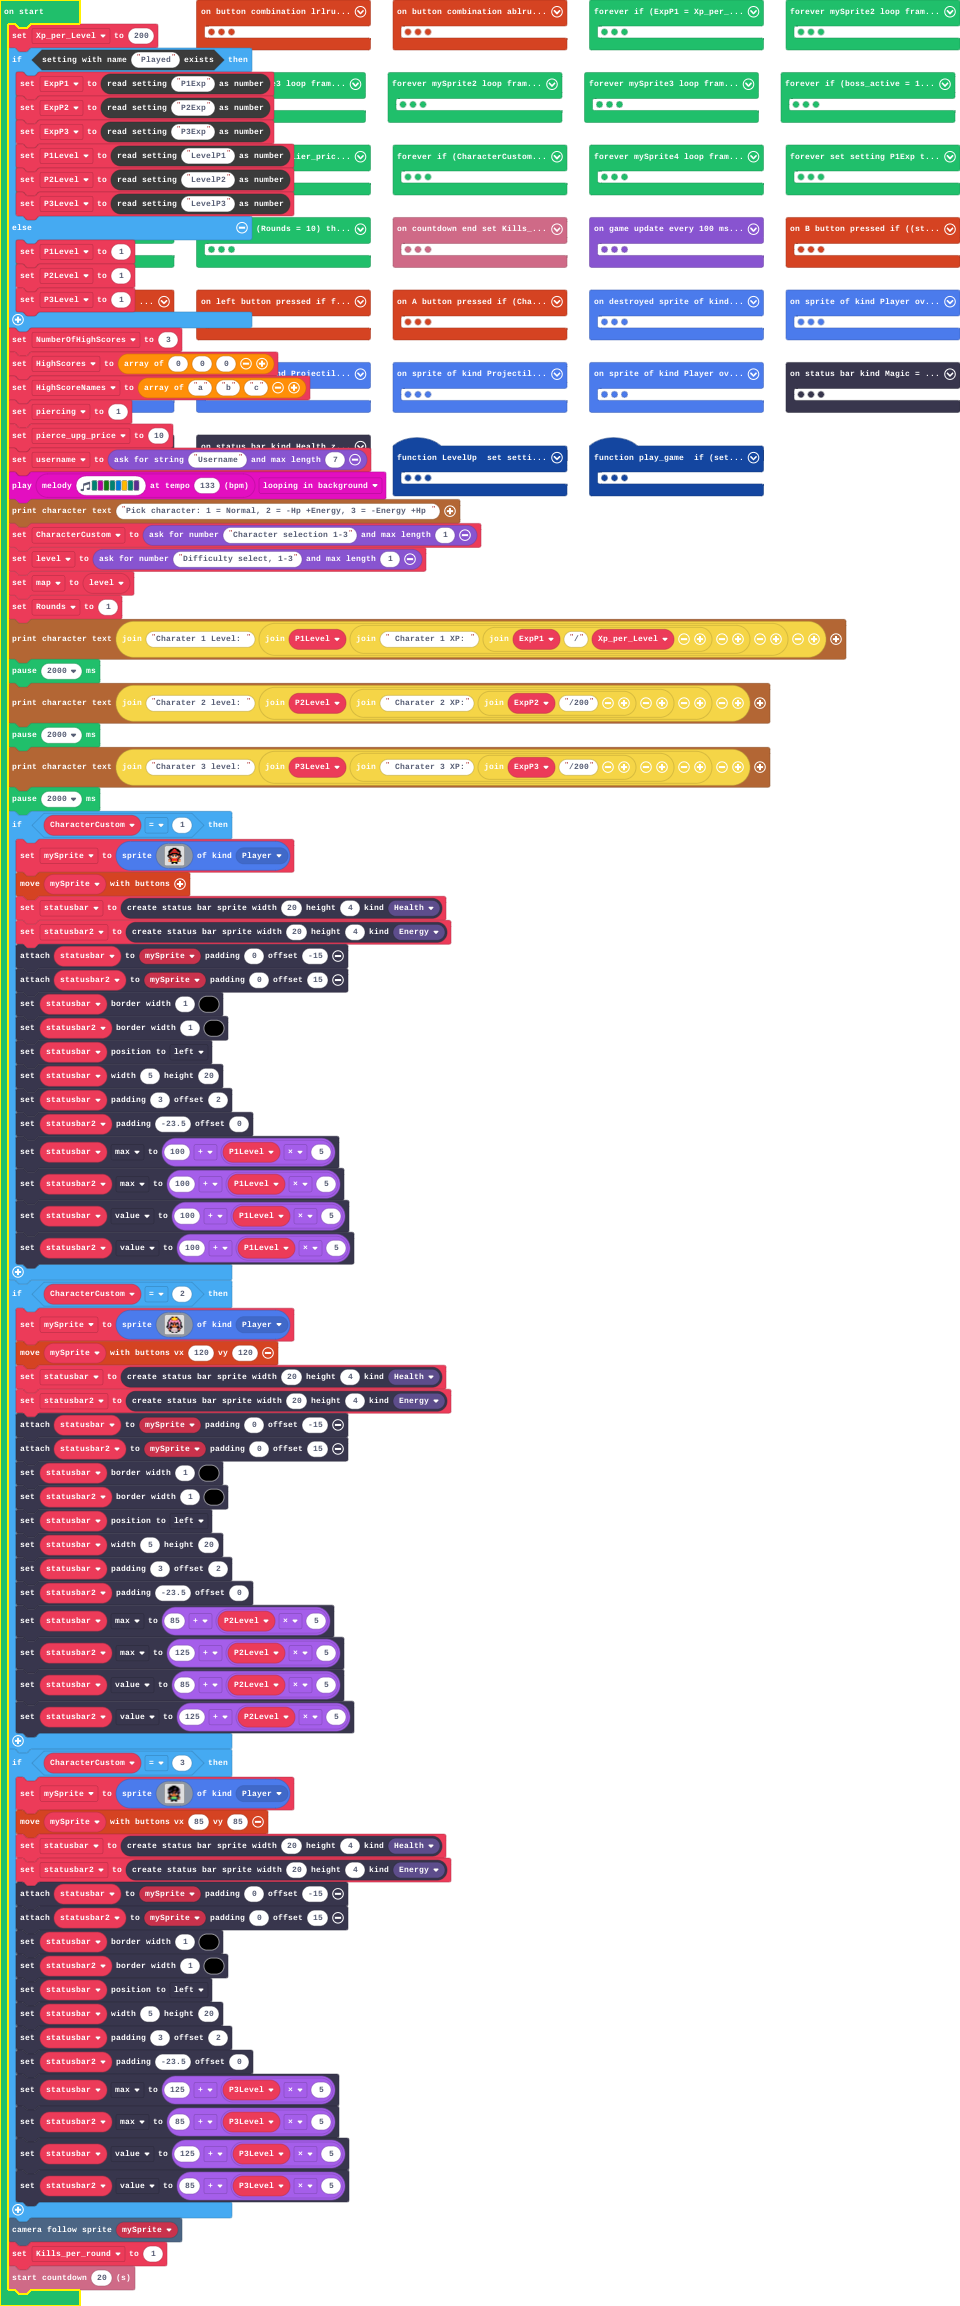 on start
on button combination lrlru...
on button combination ablru...
forever if (ExpP1 = Xp_per_...
forever mySprite2 loop fram...
set Xp_per_Level to 200
if setting with name "Played" exists then
set ExpP1 to read setting "P1Exp" as number
3 loop fram...
forever mySprite2 loop fram...
forever mySprite3 loop fram...
forever if (boss_active = 1...
set ExpP2 to read setting "P2Exp" as number
set ExpP3 to read setting "P3Exp" as number
set P1Level to read setting "LevelP1" as number
ier_pric...
forever if (CharacterCustom...
forever mySprite4 loop fram...
forever set setting P1Exp t...
set P2Level to read setting "LevelP2" as number
set P3Level to read setting "LevelP3" as number
else
(Rounds = 10) th...
on countdown end set Kills_...
on game update every 100 ms...
on B button pressed if ((st...
set P1Level to 1
set P2Level to 1
set P3Level to 1
...
on left button pressed if f...
on A button pressed if (Cha...
on destroyed sprite of kind...
on sprite of kind Player ov...
set NumberOfHighScores to 3
set HighScores to array of 0 0 0
nd Projectil...
on sprite of kind Projectil...
on sprite of kind Player ov...
on status bar kind Magic = ...
set HighScoreNames to array of "a" "b" "c"
set piercing to 1
set pierce_upg_price to 10
on status bar kind Health z...
function LevelUp set setti...
function play_game if (set...
set username to ask for string "Username" and max length 7
play melody at tempo 133 (bpm) looping in background
print character text "Pick character: 1 = Normal, 2 = -Hp +Energy, 3 = -Energy +Hp "
set CharacterCustom to ask for number "Character selection 1-3" and max length 1
set level to ask for number "Difficulty select, 1-3" and max length 1
set map to level
set Rounds to 1
print character text join "Charater 1 Level: " join P1Level join " Charater 1 XP: " join ExpP1 "/" Xp_per_Level
pause 2000 ms
print character text join "Charater 2 level: " join P2Level join " Charater 2 XP:" join ExpP2 "/200"
pause 2000 ms
print character text join "Charater 3 level: " join P3Level join " Charater 3 XP:" join ExpP3 "/200"
pause 2000 ms
if CharacterCustom = 1 then
set mySprite to sprite of kind Player
move mySprite with buttons
set statusbar to create status bar sprite width 20 height 4 kind Health
set statusbar2 to create status bar sprite width 20 height 4 kind Energy
attach statusbar to mySprite padding 0 offset -15
attach statusbar2 to mySprite padding 0 offset 15
set statusbar border width 1
set statusbar2 border width 1
set statusbar position to left
set statusbar width 5 height 20
set statusbar padding 3 offset 2
set statusbar2 padding -23.5 offset 0
set statusbar max to 100 + P1Level × 5
set statusbar2 max to 100 + P1Level × 5
set statusbar value to 100 + P1Level × 5
set statusbar2 value to 100 + P1Level × 5
if CharacterCustom = 2 then
set mySprite to sprite of kind Player
move mySprite with buttons vx 120 vy 120
set statusbar to create status bar sprite width 20 height 4 kind Health
set statusbar2 to create status bar sprite width 20 height 4 kind Energy
attach statusbar to mySprite padding 0 offset -15
attach statusbar2 to mySprite padding 0 offset 15
set statusbar border width 1
set statusbar2 border width 1
set statusbar position to left
set statusbar width 5 height 20
set statusbar padding 3 offset 2
set statusbar2 padding -23.5 offset 0
set statusbar max to 85 + P2Level × 5
set statusbar2 max to 125 + P2Level × 5
set statusbar value to 85 + P2Level × 5
set statusbar2 value to 125 + P2Level × 5
if CharacterCustom = 3 then
set mySprite to sprite of kind Player
move mySprite with buttons vx 85 vy 85
set statusbar to create status bar sprite width 20 height 4 kind Health
set statusbar2 to create status bar sprite width 20 height 4 kind Energy
attach statusbar to mySprite padding 0 offset -15
attach statusbar2 to mySprite padding 0 offset 15
set statusbar border width 1
set statusbar2 border width 1
set statusbar position to left
set statusbar width 5 height 20
set statusbar padding 3 offset 2
set statusbar2 padding -23.5 offset 0
set statusbar max to 125 + P3Level × 5
set statusbar2 max to 85 + P3Level × 5
set statusbar value to 125 + P3Level × 5
set statusbar2 value to 85 + P3Level × 5
camera follow sprite mySprite
set Kills_per_round to 1
start countdown 20 (s)